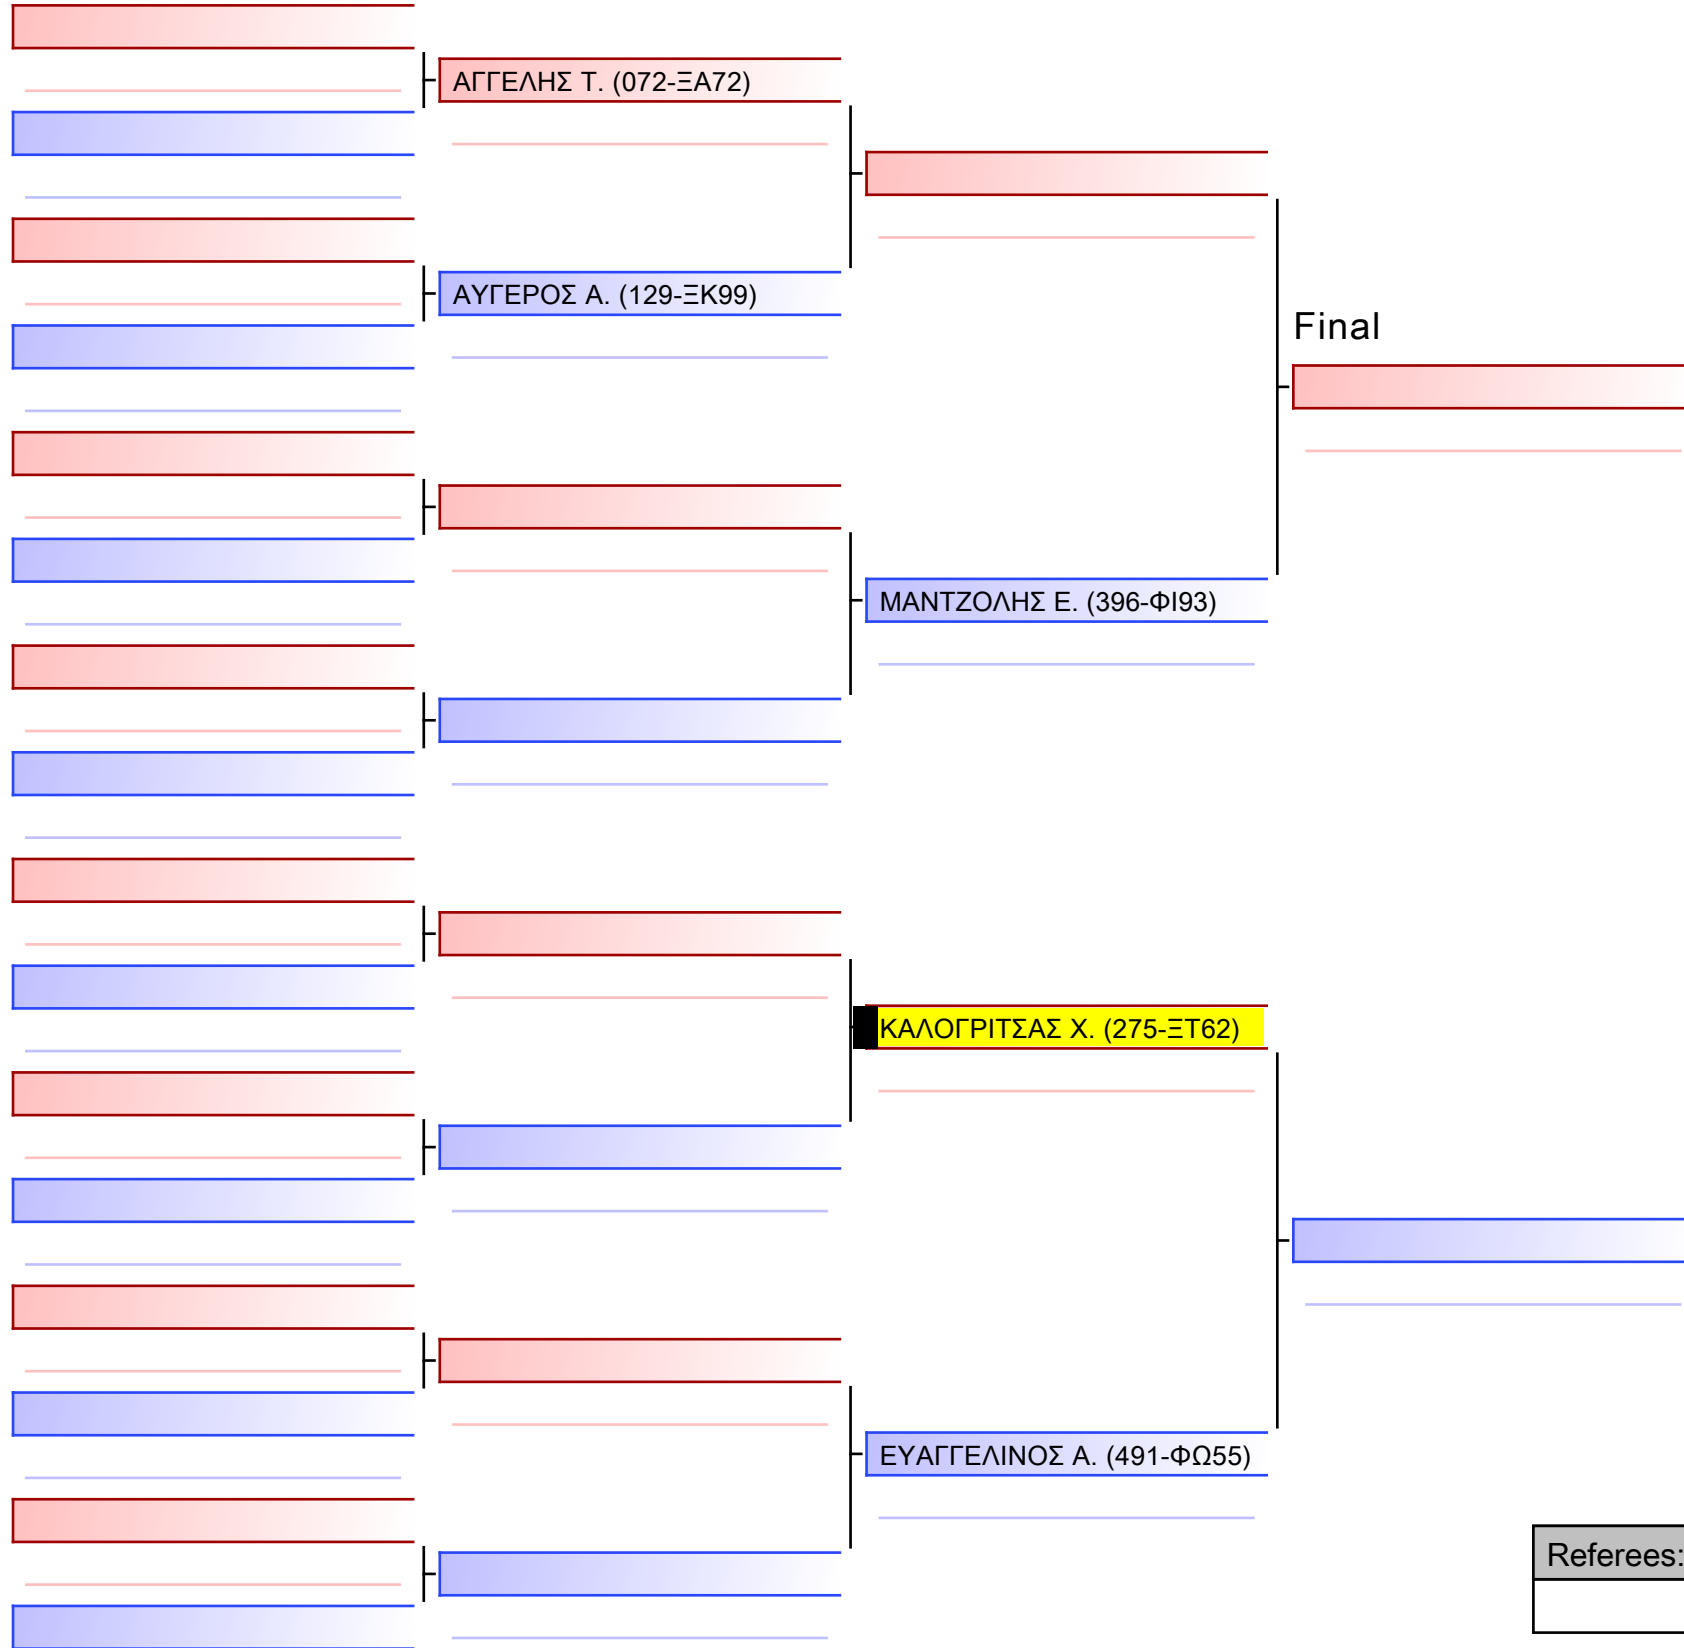 ΑΓΓΕΛΗΣ Τ. (072-ΞΑ72)
ΑΥΓΕΡΟΣ Α. (129-ΞΚ99)
Final
ΜΑΝΤΖΟΛΗΣ Ε. (396-ΦΙ93)
ΚΑΛΟΓΡΙΤΣΑΣ Χ. (275-ΞΤ62)
ΕΥΑΓΓΕΛΙΝΟΣ Α. (491-ΦΩ55)
Referees: